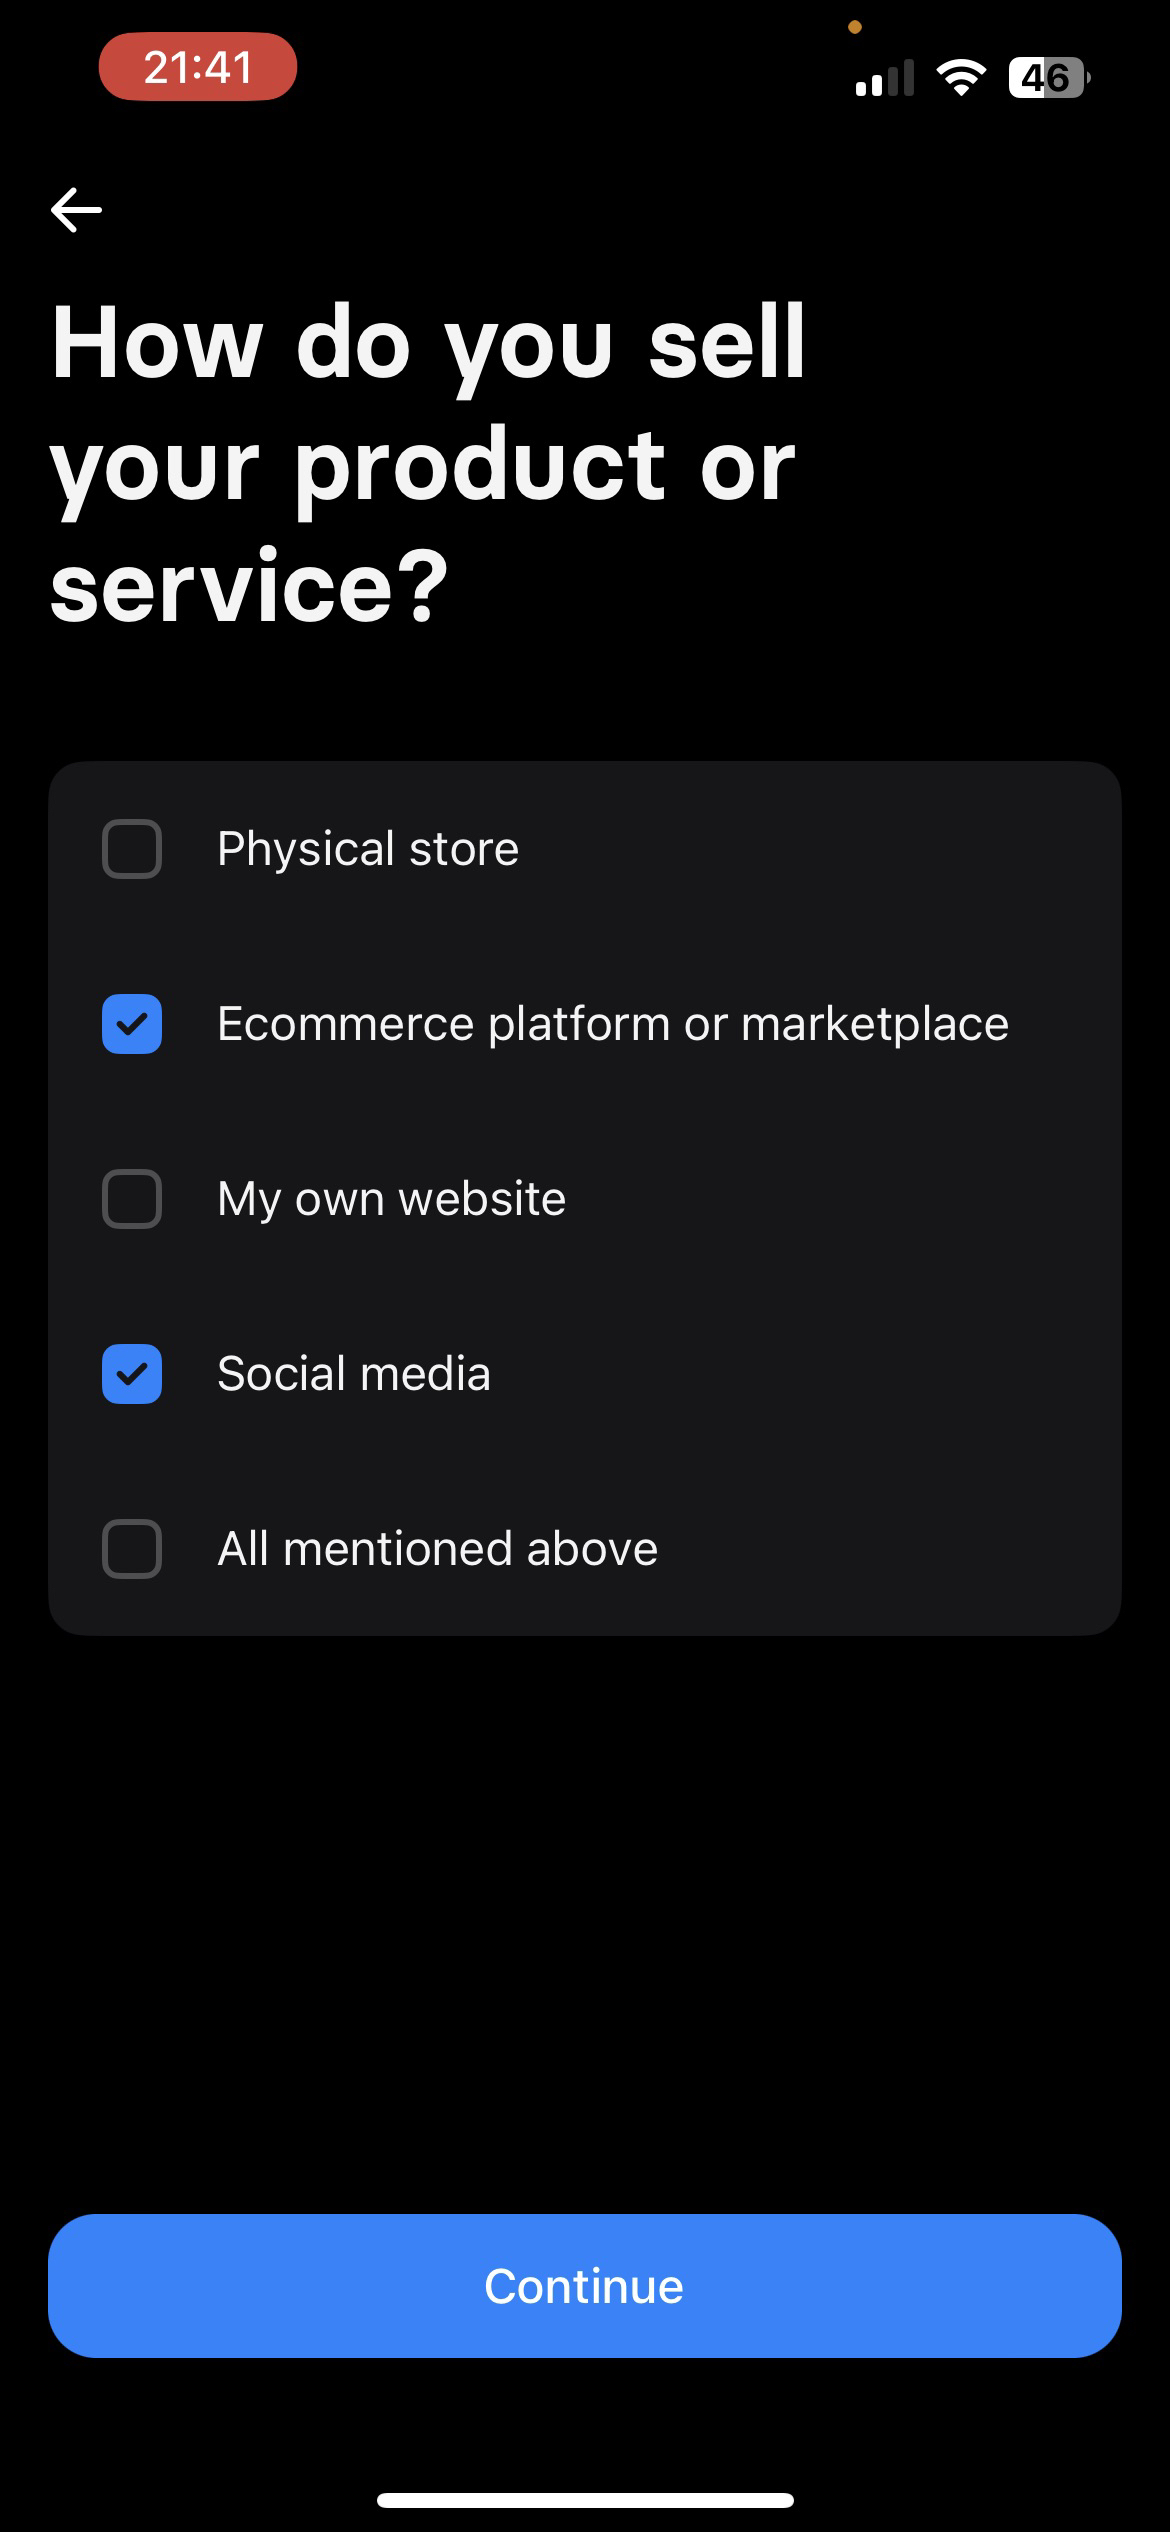 21:41
46
How do you sell
your product or
service?
Physical store
Ecommerce platform or marketplace
My own website
Social media
All mentioned above
Continue